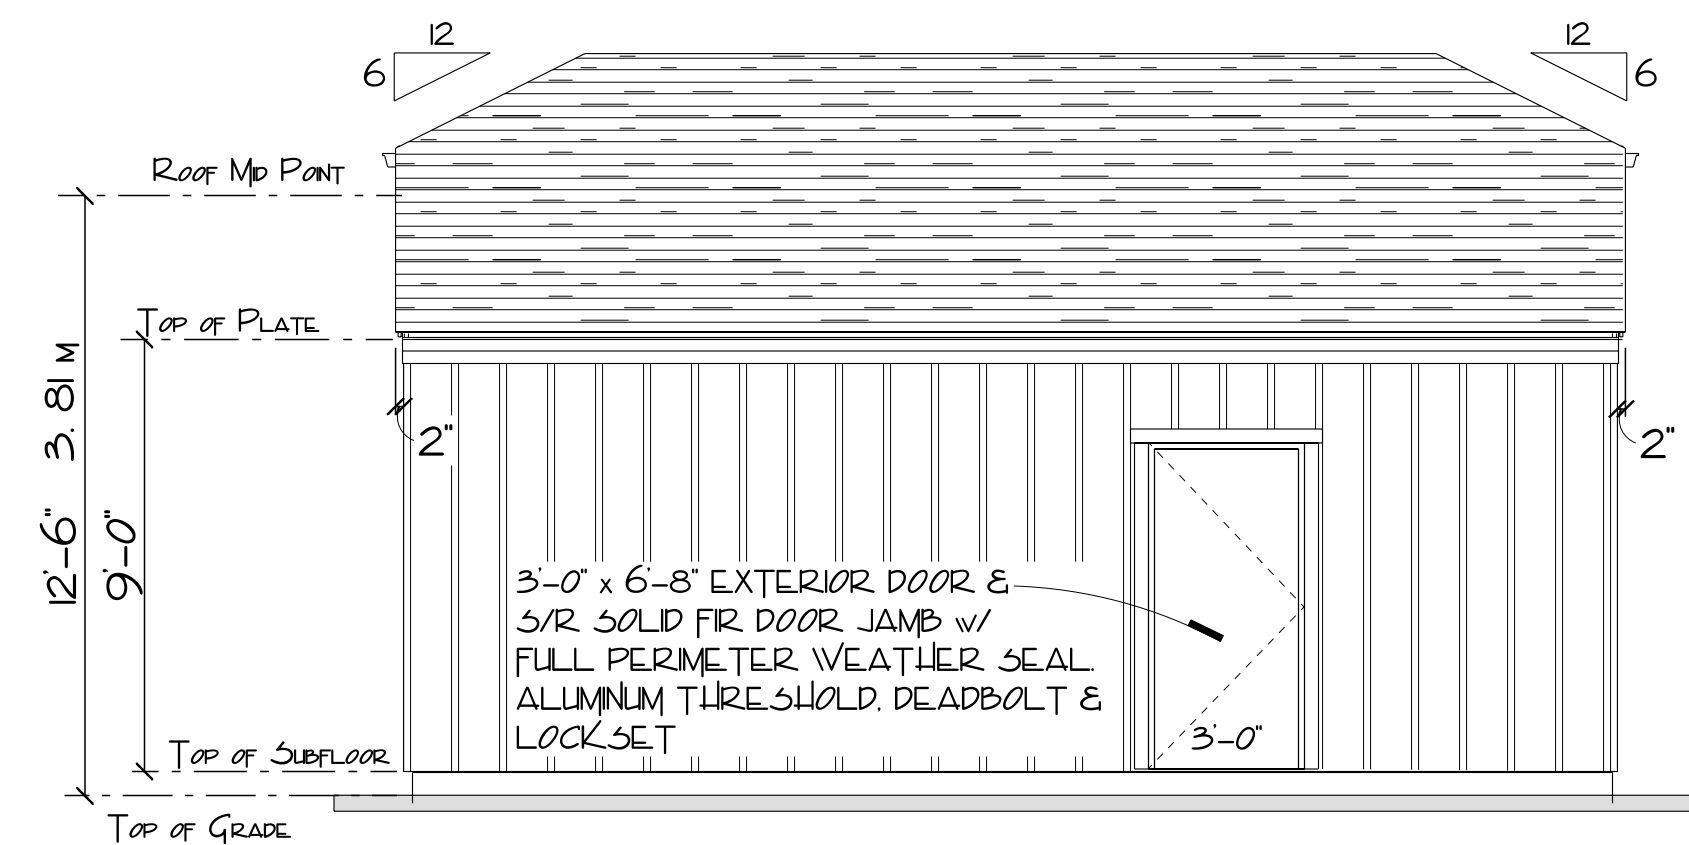 12
6
12
6
Roof Mid Point
Top of Plate
12'-6" 3.81 M
9'-0"
2"
2"
3'-0" x 6'-8" EXTERIOR DOOR &
S/R SOLID FIR DOOR JAMB w/
FULL PERIMETER WEATHER SEAL.
ALUMINUM THRESHOLD, DEADBOLT &
LOCKSET
3'-0"
Top of Subfloor
Top of Grade